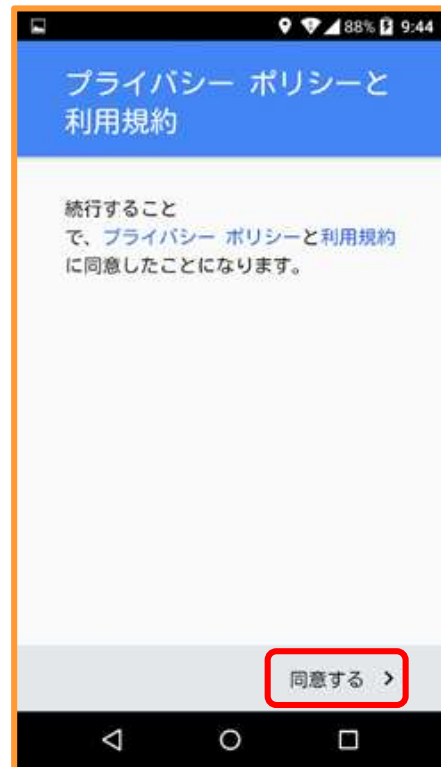 88% 9:44
プライバシー ポリシーと
利用規約
続行すること
で、プライバシー ポリシーと利用規約
に同意したことになります。
同意する